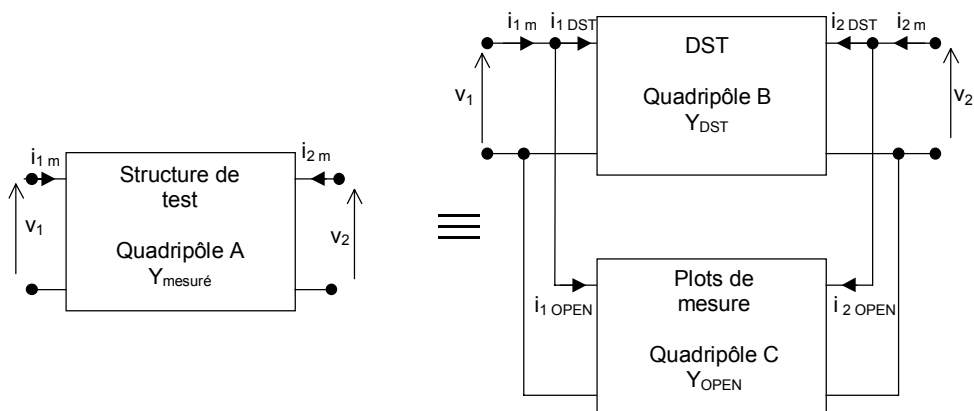 i1 m
i2 m
v1
v2
Structure de
test
Quadripôle A
Ymesuré
i1 m
i1 DST
i2 DST
i2 m
v1
v2
DST
Quadripôle B
YDST
i1 OPEN
i 2 OPEN
Plots de
mesure
Quadripôle C
YOPEN